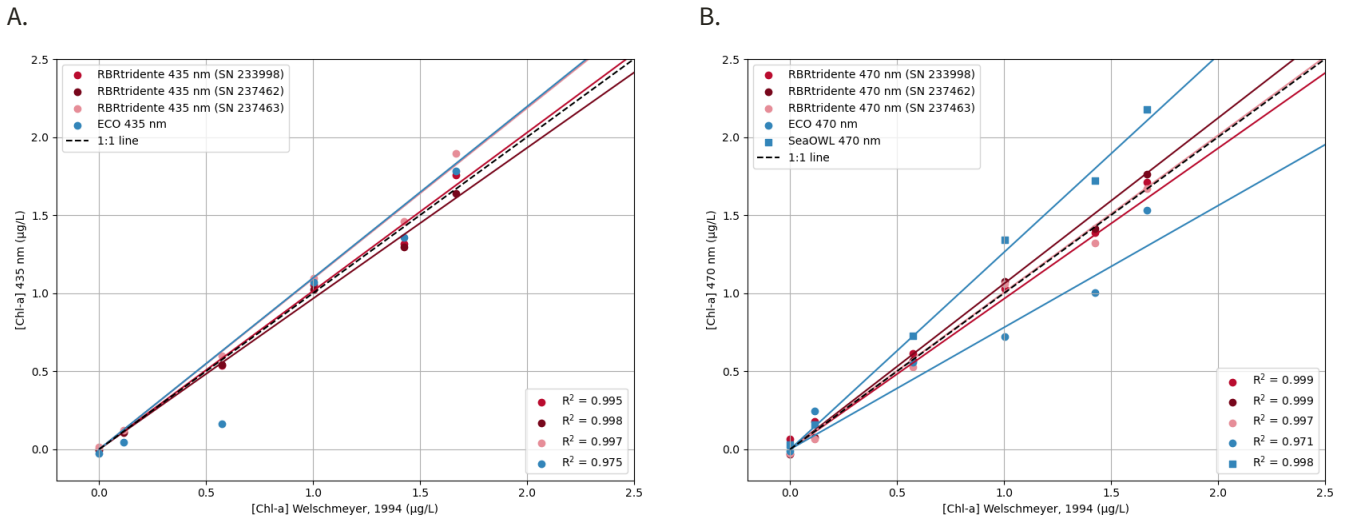 A.
2.5
2.0
1.5
1.0
0.5
0.0
[Chl-a] 435 nm (µg/L)
RBRtridente 435 nm (SN 233998)
RBRtridente 435 nm (SN 237462)
RBRtridente 435 nm (SN 237463)
ECO 435 nm
1:1 line
R² = 0.995
R² = 0.998
R² = 0.997
R² = 0.975
0.0 0.5 1.0 1.5 2.0 2.5
[Chl-a] Welschmeyer, 1994 (µg/L)
B.
2.5
2.0
1.5
1.0
0.5
0.0
[Chl-a] 470 nm (µg/L)
RBRtridente 470 nm (SN 233998)
RBRtridente 470 nm (SN 237462)
RBRtridente 470 nm (SN 237463)
ECO 470 nm
SeaOWL 470 nm
1:1 line
R² = 0.999
R² = 0.999
R² = 0.997
R² = 0.971
R² = 0.998
0.0 0.5 1.0 1.5 2.0 2.5
[Chl-a] Welschmeyer, 1994 (µg/L)